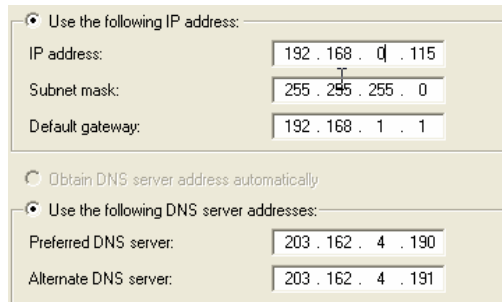 Use the following IP address:
IP address: 192 . 168 . 0 . 115
Subnet mask: 255 . 255 . 255 . 0
Default gateway: 192 . 168 . 1 . 1
Obtain DNS server address automatically
Use the following DNS server addresses:
Preferred DNS server: 203 . 162 . 4 . 190
Alternate DNS server: 203 . 162 . 4 . 191